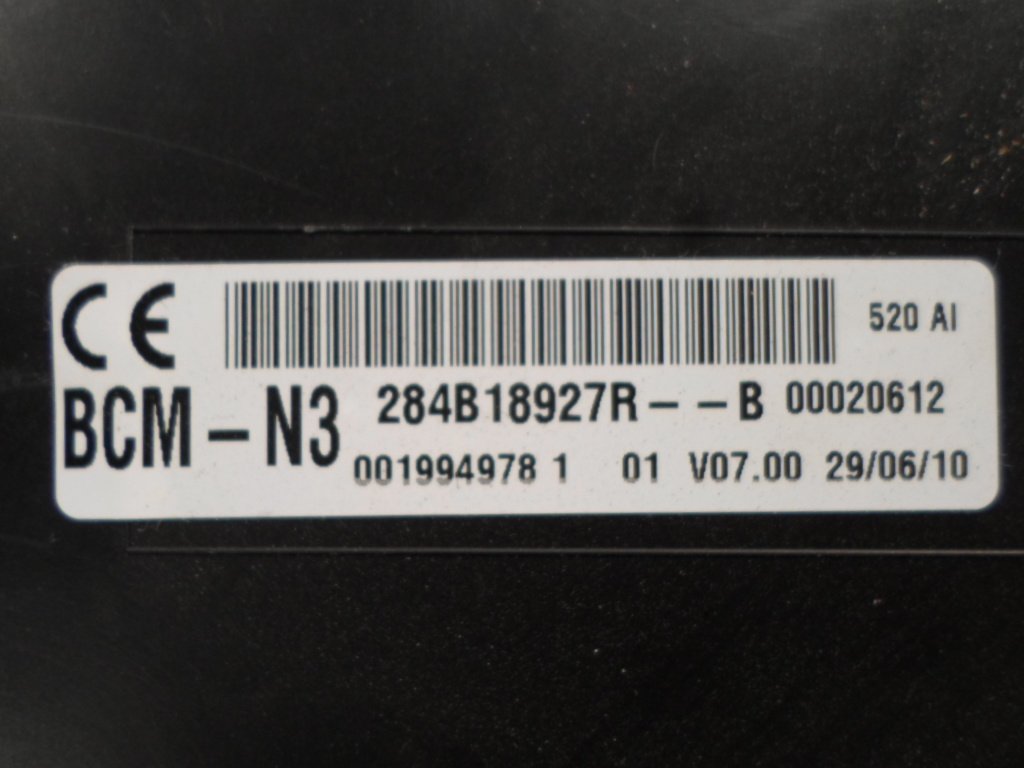 CE 520 AI
BCM - N3 284B18927R - - B 00020612
001994978 1 01 V07.00 29/06/10